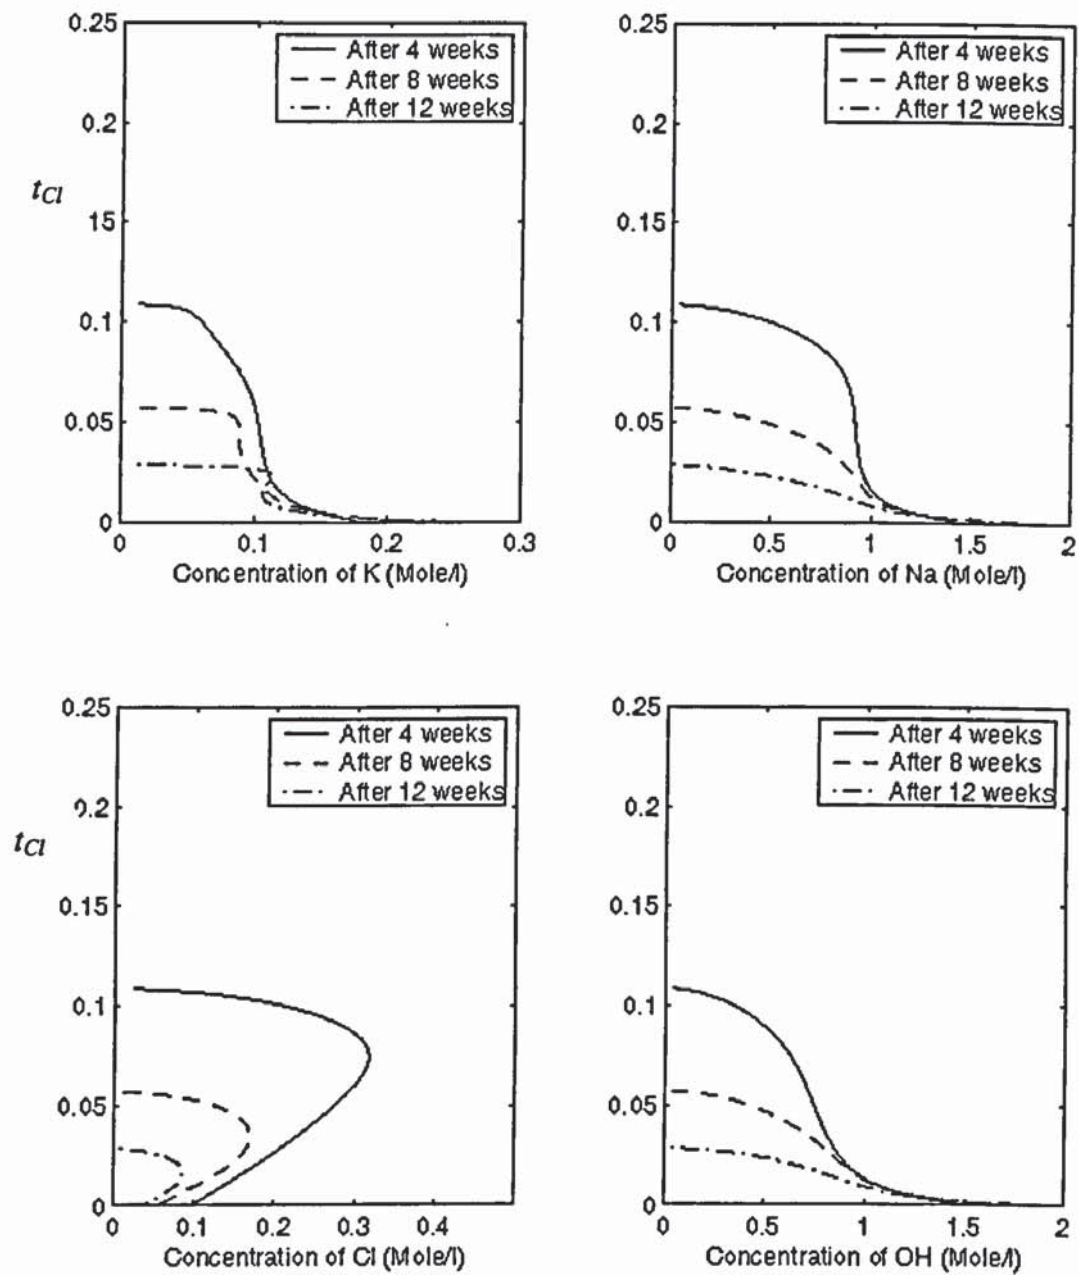 0.25 0.25
After 4 weeks After 4 weeks
After 8 weeks After 8 weeks
After 12 weeks After 12 weeks
0.2 0.2
tCl
15 0.15
0.1 0.1
0.05 0.05
0 0
0 0.1 0.2 0.3 0 0.5 1 1.5 2
Concentration of K (Mole/l) Concentration of Na (Mole/l)
0.25 0.25
After 4 weeks After 4 weeks
After 8 weeks After 8 weeks
After 12 weeks After 12 weeks
0.2 0.2
tCl
0.15 0.15
0.1 0.1
0.05 0.05
0 0
0 0.1 0.2 0.3 0.4 0 0.5 1 1.5 2
Concentration of Cl (Mole/l) Concentration of OH (Mole/l)